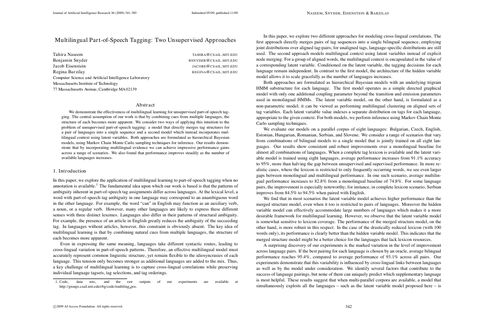 Journal of Artificial Intelligence Research 36 (2009) 341-385
Submitted 05/09; published 11/09
Multilingual Part-of-Speech Tagging: Two Unsupervised Approaches
Tahira Naseem
Benjamin Snyder
Jacob Eisenstein
Regina Barzilay
Computer Science and Artificial Intelligence Laboratory
Massachusetts Institute of Technology
77 Massachusetts Avenue, Cambridge MA 02139
Abstract
We demonstrate the effectiveness of multilingual learning for unsupervised part-of-speech tag-
ging. The central assumption of our work is that by combining cues from multiple languages, the
structure of each becomes more apparent. We consider two ways of applying this intuition to the
problem of unsupervised part-of-speech tagging: a model that directly merges tag structures for
a pair of languages into a single sequence and a second model which instead incorporates mul-
tilingual context using latent variables. Both approaches are formulated as hierarchical Bayesian
models, using Markov Chain Monte Carlo sampling techniques for inference. Our results demon-
strate that by incorporating multilingual evidence we can achieve impressive performance gains
across a range of scenarios. We also found that performance improves steadily as the number of
available languages increases.
1. Introduction
In this paper, we explore the application of multilingual learning to part-of-speech tagging when no
annotation is available.
The fundamental idea upon which our work is based is that the patterns of
ambiguity inherent in part-of-speech tag assignments differ across languages. At the lexical level, a
word with part-of-speech tag ambiguity in one language may correspond to an unambiguous word
in the other language. For example, the word "can" in English may function as an auxiliary verb,
a noun, or a regular verb. However, many other languages are likely to express these different
senses with three distinct lexemes. Languages also differ in their patterns of structural ambiguity.
For example, the presence of an article in English greatly reduces the ambiguity of the succeeding
tag. In languages without articles, however, this constraint is obviously absent. The key idea of
multilingual learning is that by combining natural cues from multiple languages, the structure of
each becomes more apparent.
Even in expressing the same meaning, languages take different syntactic routes, leading to
cross-lingual variation in part-of-speech patterns. Therefore, an effective multilingual model must
accurately represent common linguistic structure, yet remain flexible to the idiosyncrasies of each
language. This tension only becomes stronger as additional languages are added to the mix. Thus,
a key challenge of multilingual learning is to capture cross-lingual correlations while preserving
individual language tagsets, tag selections, and tag orderings.
1. Code, data sets, and the raw outputs of our experiments are available at
©2009 AI Access Foundation. All rights reserved.
NASEEM, SNYDER, EISENSTEIN & BARZILAY
In this paper, we explore two different approaches for modeling cross-lingual correlations. The
first approach directly merges pairs of tag sequences into a single bilingual sequence, employing
joint distributions over aligned tag-pairs; for unaligned tags, language-specific distributions are still
used. The second approach models multilingual context using latent variables instead of explicit
node merging. For a group of aligned words, the multilingual context is encapsulated in the value of
a corresponding latent variable. Conditioned on the latent variable, the tagging decisions for each
language remain independent. In contrast to the first model, the architecture of the hidden variable
model allows it to scale gracefully as the number of languages increases.
Both approaches are formulated as hierarchical Bayesian models with an underlying trigram
HMM substructure for each language. The first model operates as a simple directed graphical
model with only one additional coupling parameter beyond the transition and emission parameters
used in monolingual HMMs. The latent variable model, on the other hand, is formulated as a
non-parametric model; it can be viewed as performing multilingual clustering on aligned sets of
tag variables. Each latent variable value indexes a separate distribution on tags for each language,
appropriate to the given context. For both models, we perform inference using Markov Chain Monte
Carlo sampling techniques.
We evaluate our models on a parallel corpus of eight languages: Bulgarian, Czech, English,
Estonian, Hungarian, Romanian, Serbian, and Slovene. We consider a range of scenarios that vary
from combinations of bilingual models to a single model that is jointly trained on all eight lan-
guages. Our results show consistent and robust improvements over a monolingual baseline for
almost all combinations of languages. When a complete tag lexicon is available and the latent vari-
able model is trained using eight languages, average performance increases from 91.1% accuracy
to 95%, more than halving the gap between unsupervised and supervised performance. In more re-
alistic cases, where the lexicon is restricted to only frequently occurring words, we see even larger
gaps between monolingual and multilingual performance. In one such scenario, average multilin-
gual performance increases to 82.8% from a monolingual baseline of 74.8%. For some language
pairs, the improvement is especially noteworthy; for instance, in complete lexicon scenario, Serbian
improves from 84.5% to 94.5% when paired with English.
We find that in most scenarios the latent variable model achieves higher performance than the
merged structure model, even when it too is restricted to pairs of languages. Moreover the hidden
variable model can effectively accommodate large numbers of languages which makes it a more
desirable framework for multilingual learning. However, we observe that the latent variable model
is somewhat sensitive to lexicon coverage. The performance of the merged structure model, on the
other hand, is more robust in this respect. In the case of the drastically reduced lexicon (with 100
words only), its performance is clearly better than the hidden variable model. This indicates that the
merged structure model might be a better choice for the languages that lack lexicon resources.
A surprising discovery of our experiments is the marked variation in the level of improvement
across language pairs. If the best pairing for each language is chosen by an oracle, average bilingual
performance reaches 95.4%, compared to average performance of 93.1% across all pairs. Our
experiments demonstrate that this variability is influenced by cross-lingual links between languages
as well as by the model under consideration. We identify several factors that contribute to the
success of language pairings, but none of them can uniquely predict which supplementary language
is most helpful. These results suggest that when multi-parallel corpora are available, a model that
simultaneously exploits all the languages – such as the latent variable model proposed here – is
342